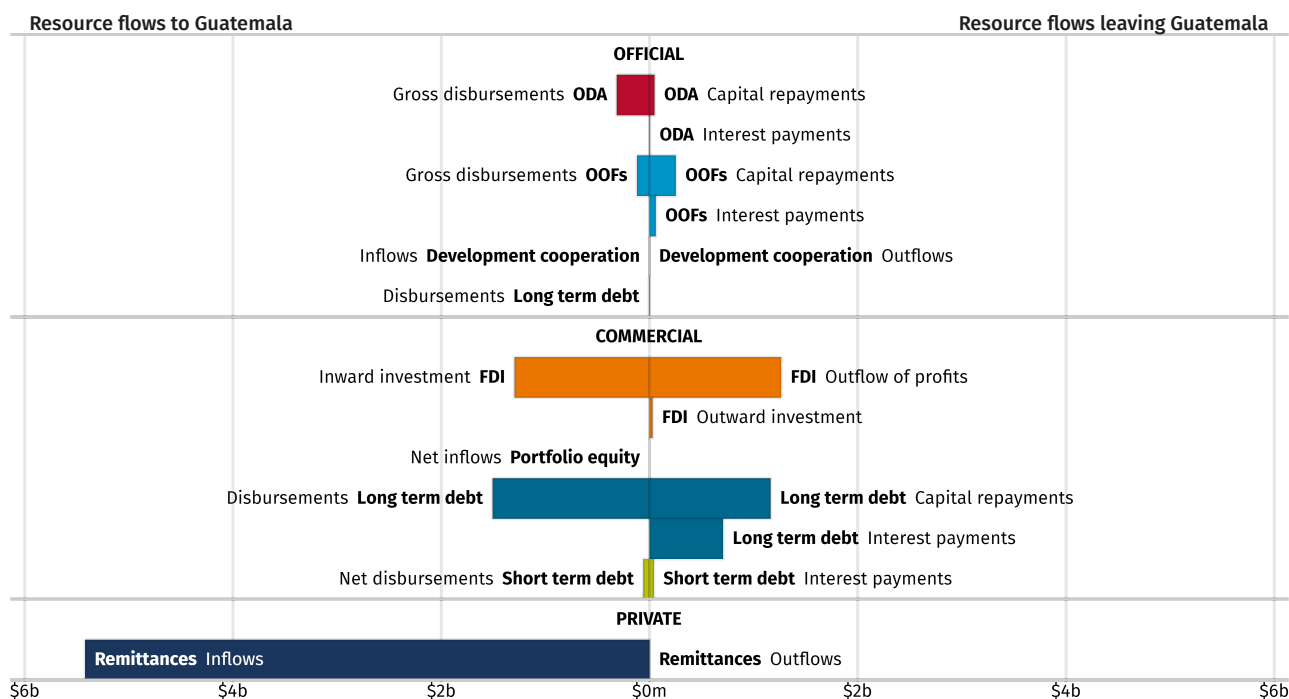 Resource flows to Guatemala Resource flows leaving Guatemala
OFFICIAL
Gross disbursements ODA ODA Capital repayments
ODA Interest payments
Gross disbursements OOFs OOFs Capital repayments
OOFs Interest payments
Inflows Development cooperation Development cooperation Outflows
Disbursements Long term debt
COMMERCIAL
Inward investment FDI FDI Outflow of profits
FDI Outward investment
Net inflows Portfolio equity
Disbursements Long term debt Long term debt Capital repayments
Long term debt Interest payments
Net disbursements Short term debt Short term debt Interest payments
PRIVATE
Remittances Inflows Remittances Outflows
$6b $4b $2b $0m $2b $4b $6b